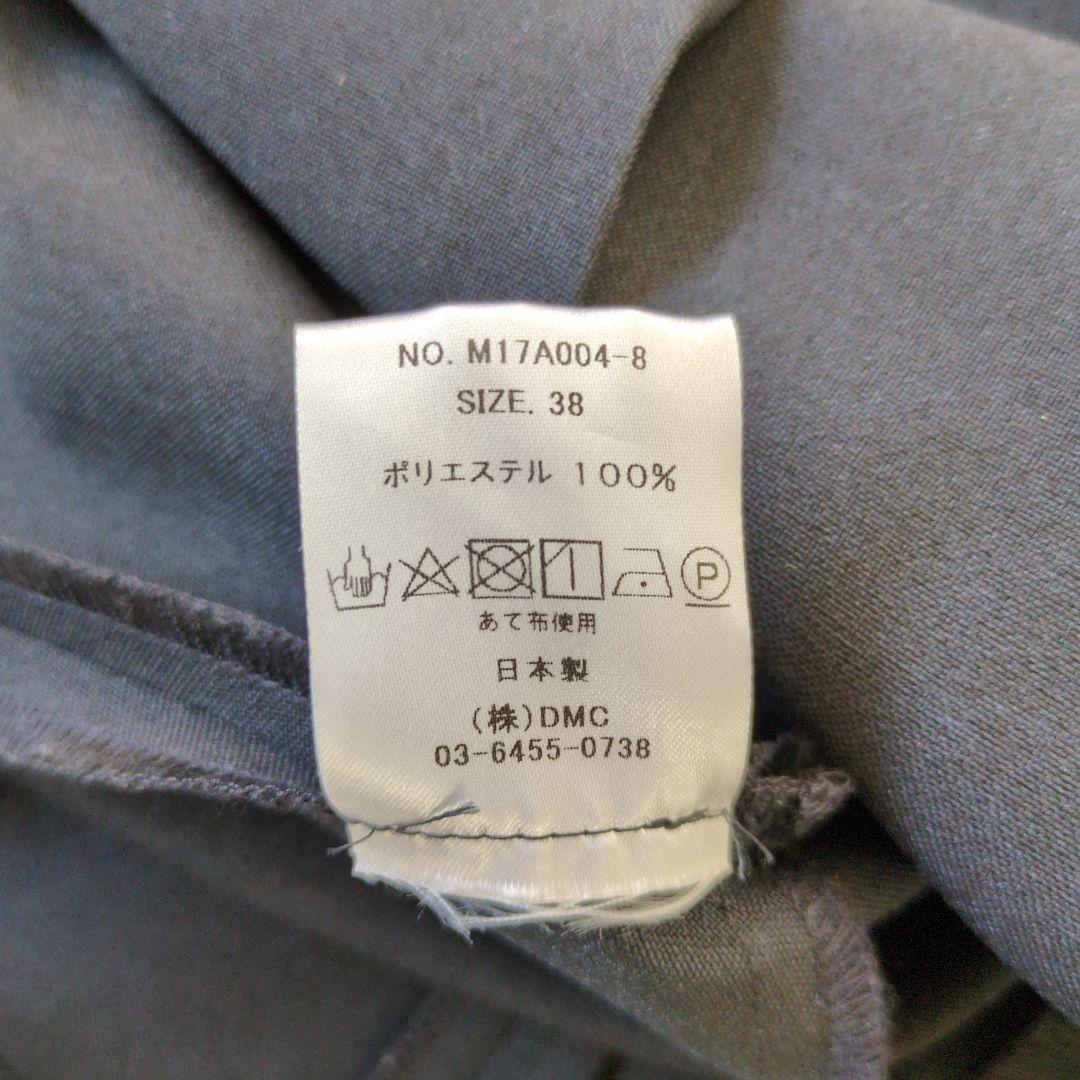 NO. M17A004-8
SIZE. 38
ポリエステル 100%
P
あて布使用
日本製
(株)DMC
03-6455-0738